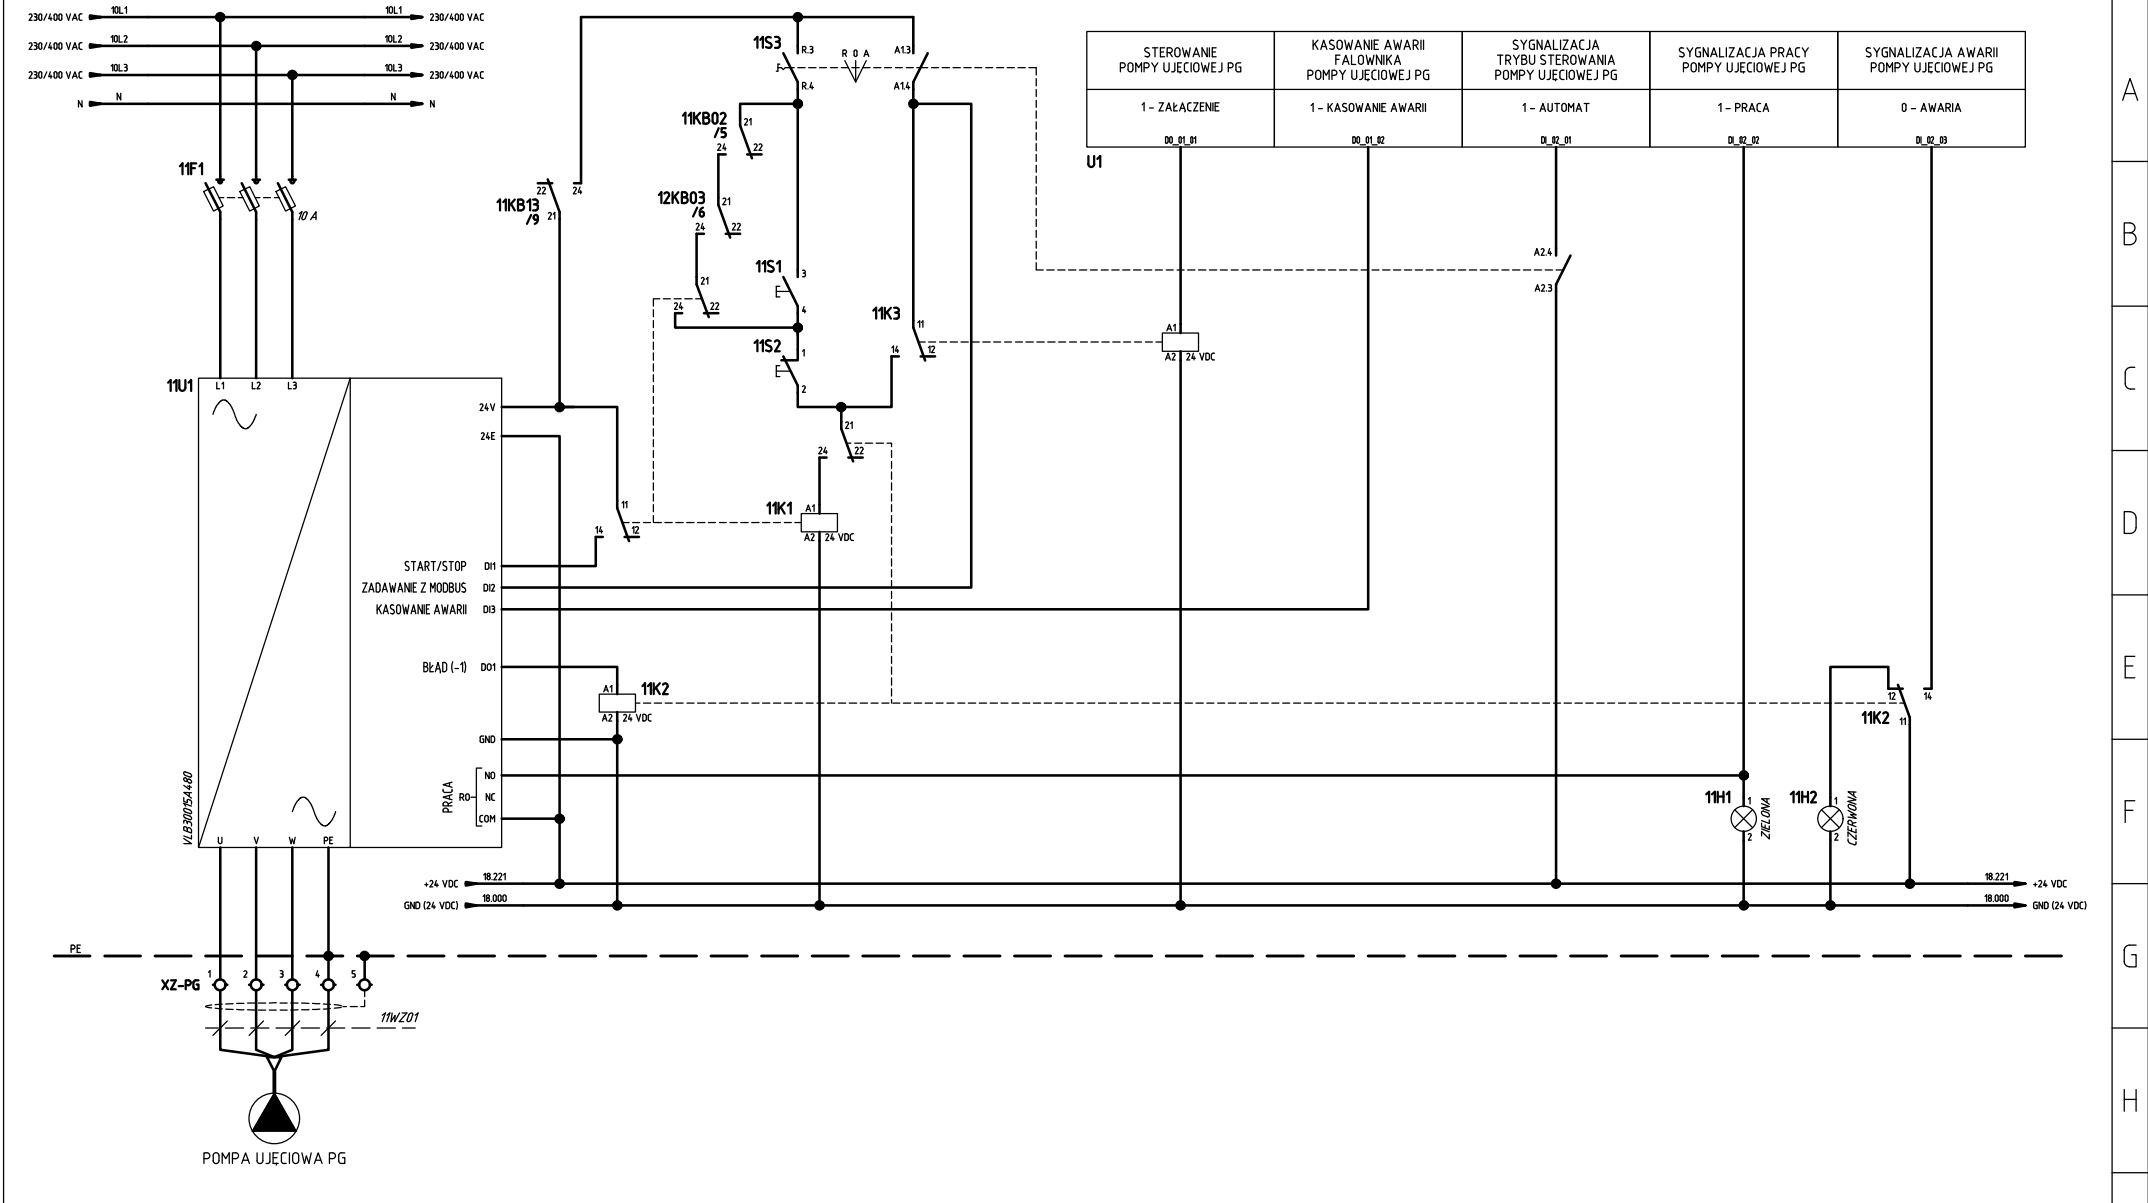 230/400 VAC 10L1 10L1 230/400 VAC
230/400 VAC 10L2 10L2 230/400 VAC
230/400 VAC 10L3 10L3 230/400 VAC
N N N N
11F1
10 A
11KB13
/9
22 24
21
11S3
R.3
R.4
R 0 A
A1.3
A1.4
11KB02
/5
21
24 22
12KB03
/6
21
24 22
21
24 22
11S1
3
4
11S2
1
2
11K3
11
14 12
21
24 22
11K1
A1
A2 24 VDC
11
14 12
STEROWANIE
POMPY UJĘCIOWEJ PG
1 - ZAŁĄCZENIE
DO_01_01
KASOWANIE AWARII
FALOWNIKA
POMPY UJĘCIOWEJ PG
1 - KASOWANIE AWARII
DO_01_02
SYGNALIZACJA
TRYBU STEROWANIA
POMPY UJĘCIOWEJ PG
1 - AUTOMAT
DI_02_01
SYGNALIZACJA PRACY
POMPY UJĘCIOWEJ PG
1 - PRACA
DI_02_02
SYGNALIZACJA AWARII
POMPY UJĘCIOWEJ PG
0 - AWARIA
DI_02_03
U1
A2.4
A2.3
A1
A2 24 VDC
11U1
L1 L2 L3
24V
24E
START/STOP DI1
ZADAWANIE Z MODBUS DI2
KASOWANIE AWARII DI3
BŁĄD (-1) DO1
A1
11K2
A2 24 VDC
GND
PRACA
RO
NO
NC
COM
VLB30015A480
U V W PE
12 14
11K2 11
11H1
1
2
ZIELONA
11H2
1
2
CZERWONA
+24 VDC 18.221 18.221 +24 VDC
GND (24 VDC) 18.000 18.000 GND (24 VDC)
PE
XZ-PG 1 2 3 4 5
11WZ01
POMPA UJĘCIOWA PG
A
B
C
D
E
F
G
H